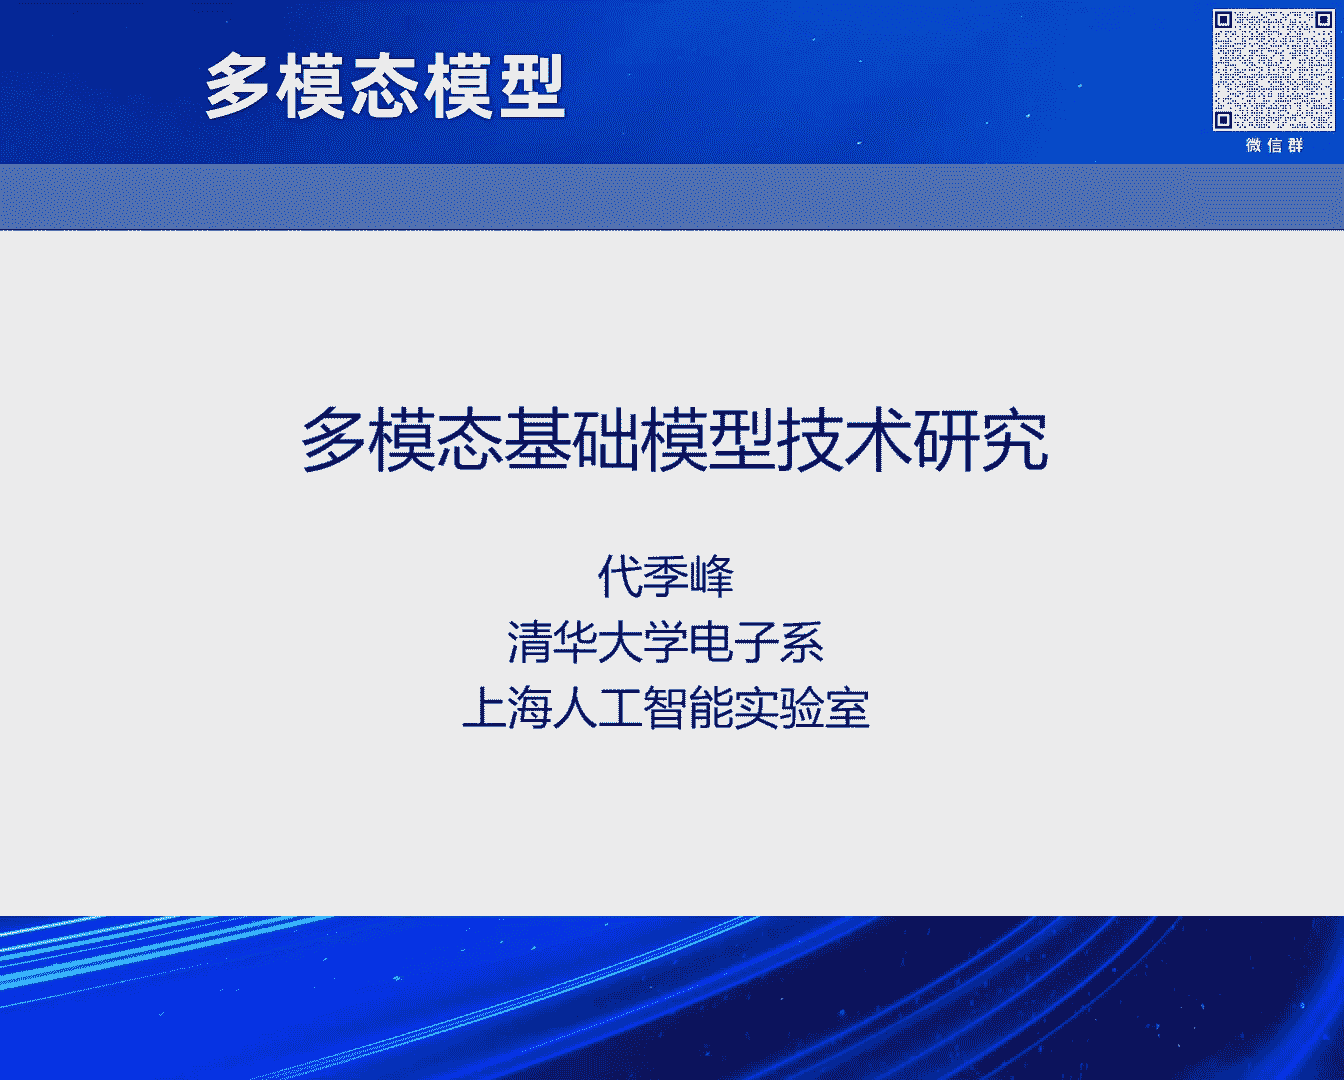 多模态模型
微信群
多模态基础模型技术研究
代季峰
清华大学电子系
上海人工智能实验室